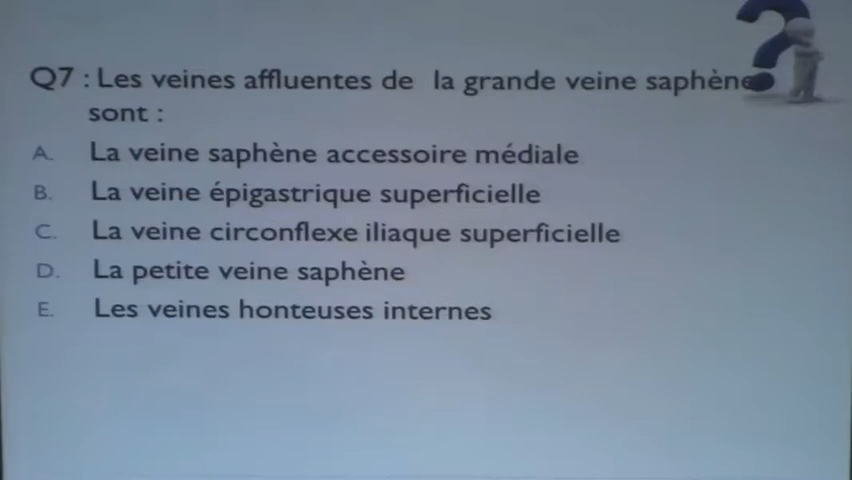 Q7 : Les veines affluentes de la grande veine saphène
sont :
A. La veine saphène accessoire médiale
B. La veine épigastrique superficielle
C. La veine circonflexe iliaque superficielle
D. La petite veine saphène
E. Les veines honteuses internes